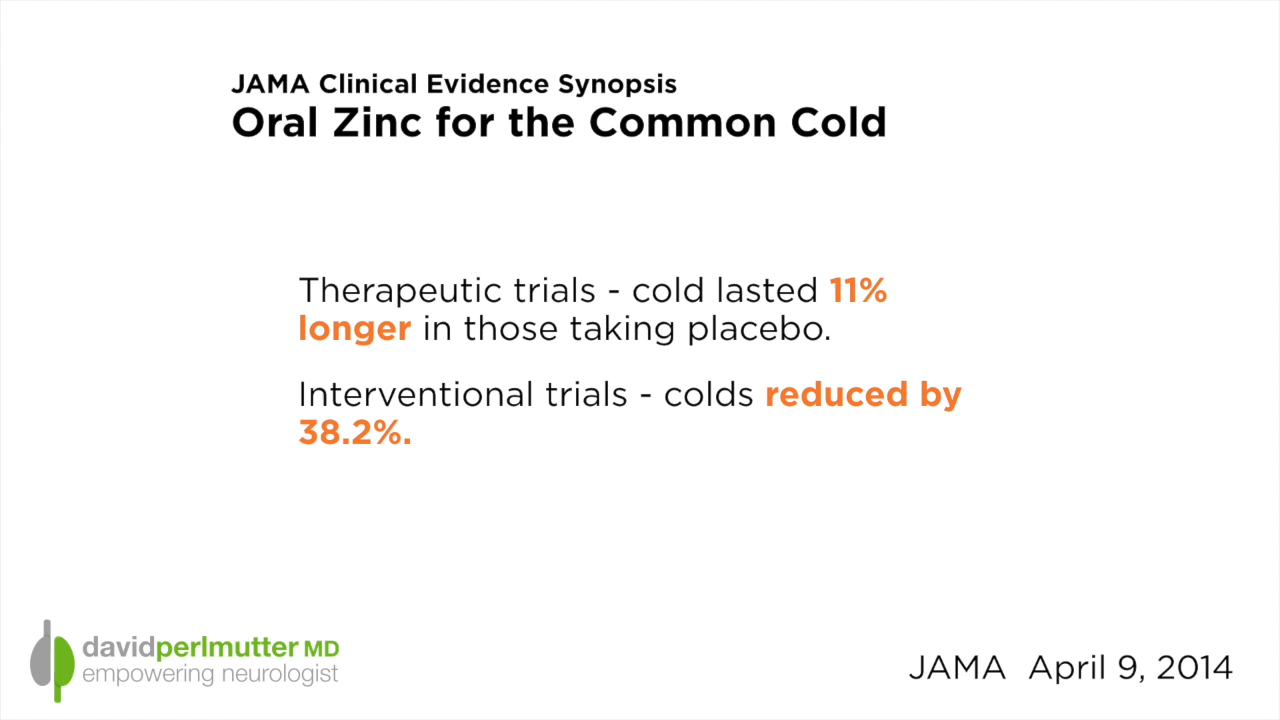 JAMA Clinical Evidence Synopsis
Oral Zinc for the Common Cold
Therapeutic trials - cold lasted 11%
longer in those taking placebo.
Interventional trials - colds reduced by
38.2%.
davidperlmutter MD
empowering neurologist
JAMA April 9, 2014